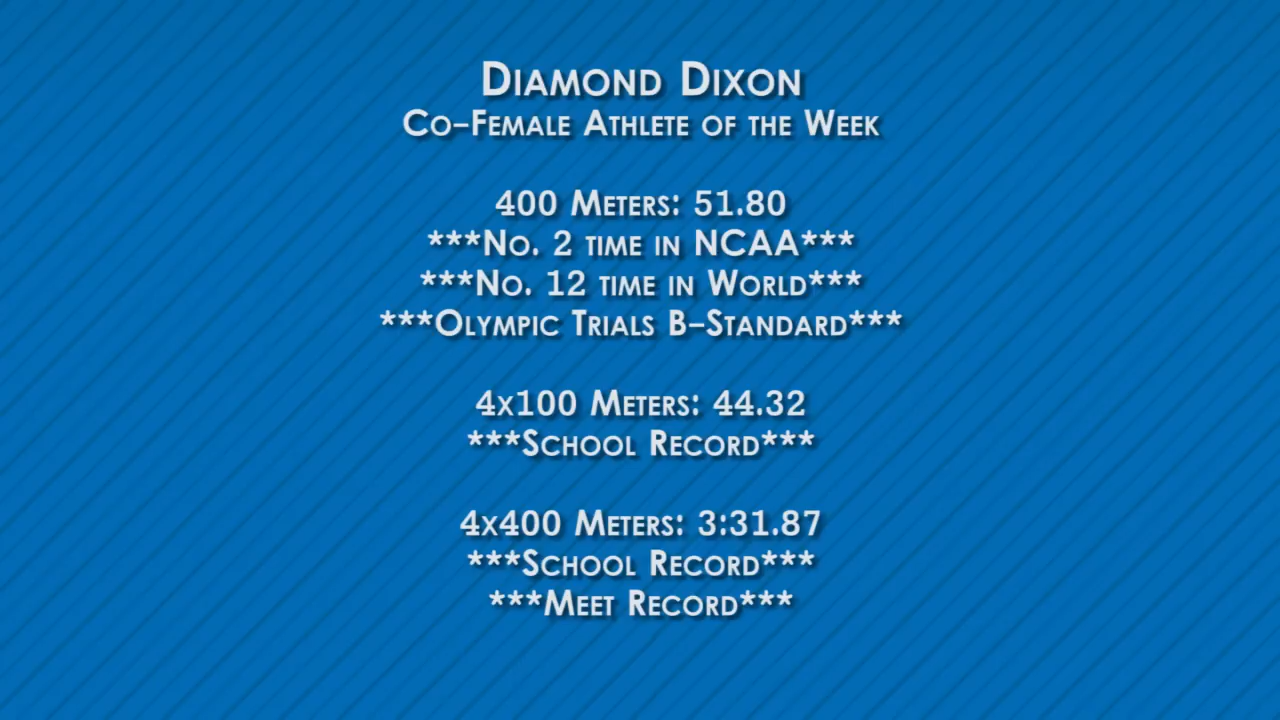 Diamond Dixon
Co-Female Athlete of the Week
400 Meters: 51.80
***No. 2 time in NCAA***
***No. 12 time in World***
***Olympic Trials B-Standard***
4x100 Meters: 44.32
***School Record***
4x400 Meters: 3:31.87
***School Record***
***Meet Record***